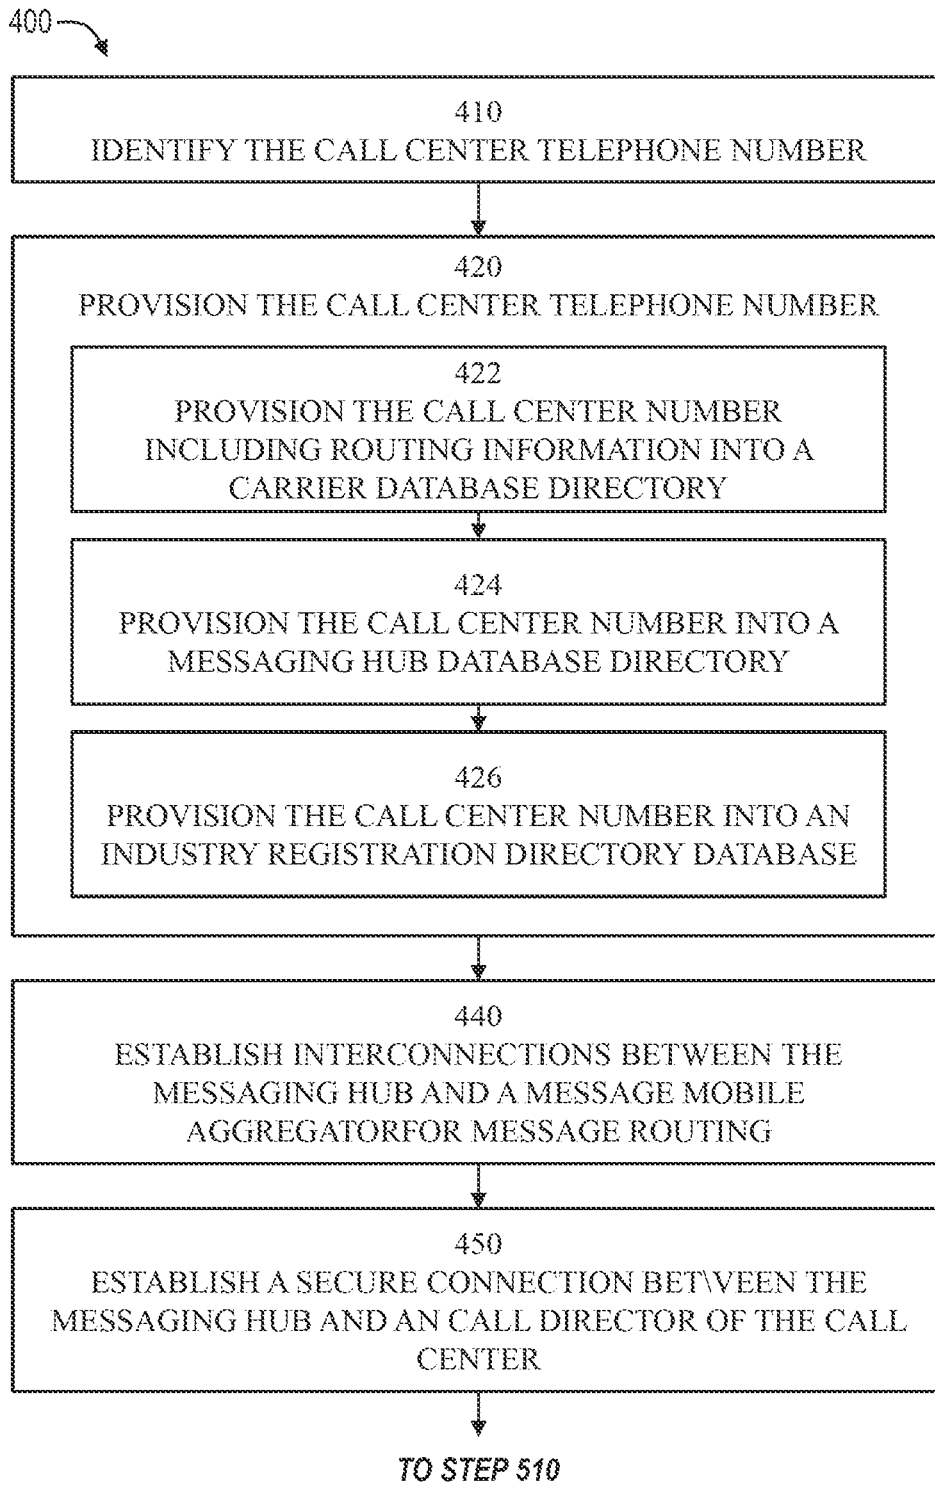 400
410
IDENTIFY THE CALL CENTER TELEPHONE NUMBER
420
PROVISION THE CALL CENTER TELEPHONE NUMBER
422
PROVISION THE CALL CENTER NUMBER
INCLUDING ROUTING INFORMATION INTO A
CARRIER DATABASE DIRECTORY
424
PROVISION THE CALL CENTER NUMBER INTO A
MESSAGING HUB DATABASE DIRECTORY
426
PROVISION THE CALL CENTER NUMBER INTO AN
INDUSTRY REGISTRATION DIRECTORY DATABASE
440
ESTABLISH INTERCONNECTIONS BETWEEN THE
MESSAGING HUB AND A MESSAGE MOBILE
AGGREGATORFOR MESSAGE ROUTING
450
ESTABLISH A SECURE CONNECTION BET\VEEN THE
MESSAGING HUB AND AN CALL DIRECTOR OF THE CALL
CENTER
TO STEP 510